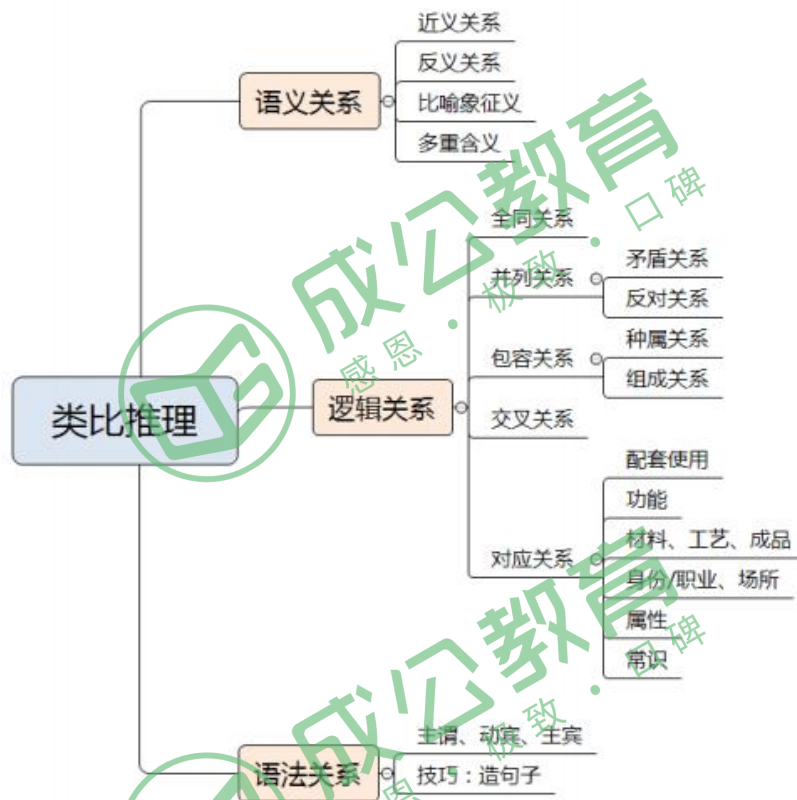 近义关系
反义关系
语义关系
比喻象征义
多重含义
成公教育
感恩·极致·口碑
全同关系
并列关系
矛盾关系
反对关系
包容关系
种属关系
组成关系
类比推理
逻辑关系
交叉关系
对应关系
配套使用
功能
材料、工艺、成品
身份/职业、场所
属性
常识
成公教育
恩·极致·口碑
语法关系
主谓、动宾、主宾
技巧：造句子